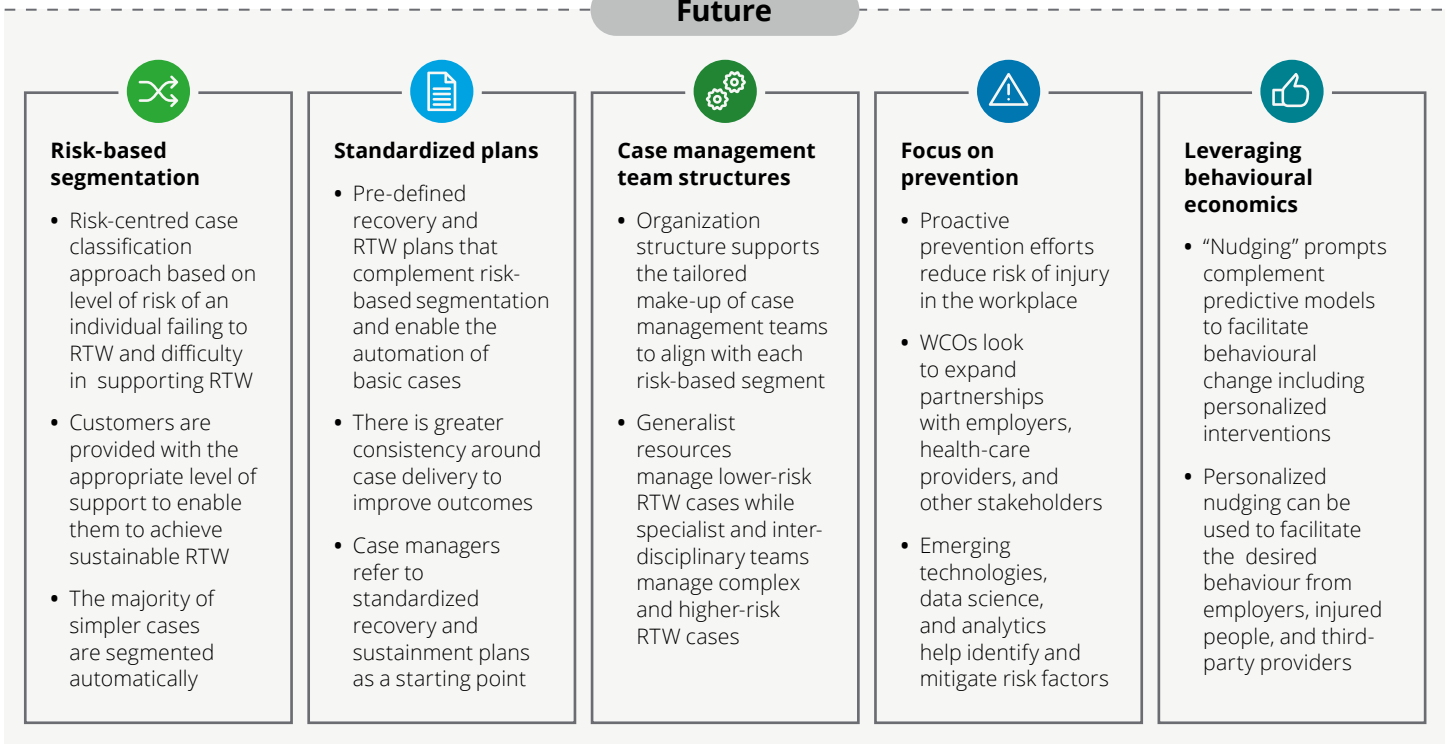 Future
Risk-based
segmentation
• Risk-centred case
classification
approach based on
level of risk of an
individual failing to
RTW and difficulty
in supporting RTW
• Customers are
provided with the
appropriate level of
support to enable
them to achieve
sustainable RTW
• The majority of
simpler cases
are segmented
automatically
Standardized plans
• Pre-defined
recovery and
RTW plans that
complement risk-
based segmentation
and enable the
automation of
basic cases
• There is greater
consistency around
case delivery to
improve outcomes
• Case managers
refer to
standardized
recovery and
sustainment plans
as a starting point
Case management
team structures
• Organization
structure supports
the tailored
make-up of case
management teams
to align with each
risk-based segment
• Generalist
resources
manage lower-risk
RTW cases while
specialist and inter-
disciplinary teams
manage complex
and higher-risk
RTW cases
Focus on
prevention
• Proactive
prevention efforts
reduce risk of injury
in the workplace
• WCOs look
to expand
partnerships
with employers,
health-care
providers, and
other stakeholders
• Emerging
technologies,
data science,
and analytics
help identify and
mitigate risk factors
Leveraging
behavioural
economics
• “Nudging” prompts
complement
predictive models
to facilitate
behavioural
change including
personalized
interventions
• Personalized
nudging can be
used to facilitate
the desired
behaviour from
employers, injured
people, and third-
party providers